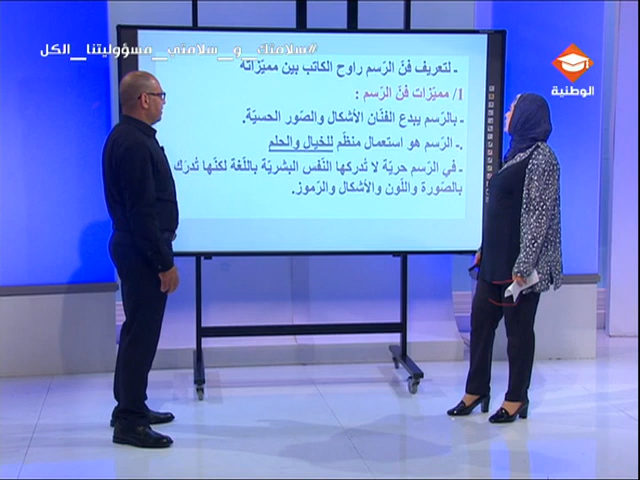 #سلامتك_و_سلامتي_مسؤوليتنا_الكل
الوطنية
ـ لتعريف فنّ الرّسم راوح الكاتب بين مميّزاته
I/ مميّزات فنّ الرّسم :
ـ بالرّسم يبدع الفنّان الأشكال والصّور الحسيّة.
ـ الرّسم هو استعمال منظّم للخيال والحلم
ـ في الرّسم حريّة لا تُدركها النّفس البشريّة باللّغة لكنّها تُدرَك
بالصّورة واللّون والأشكال والرّموز.